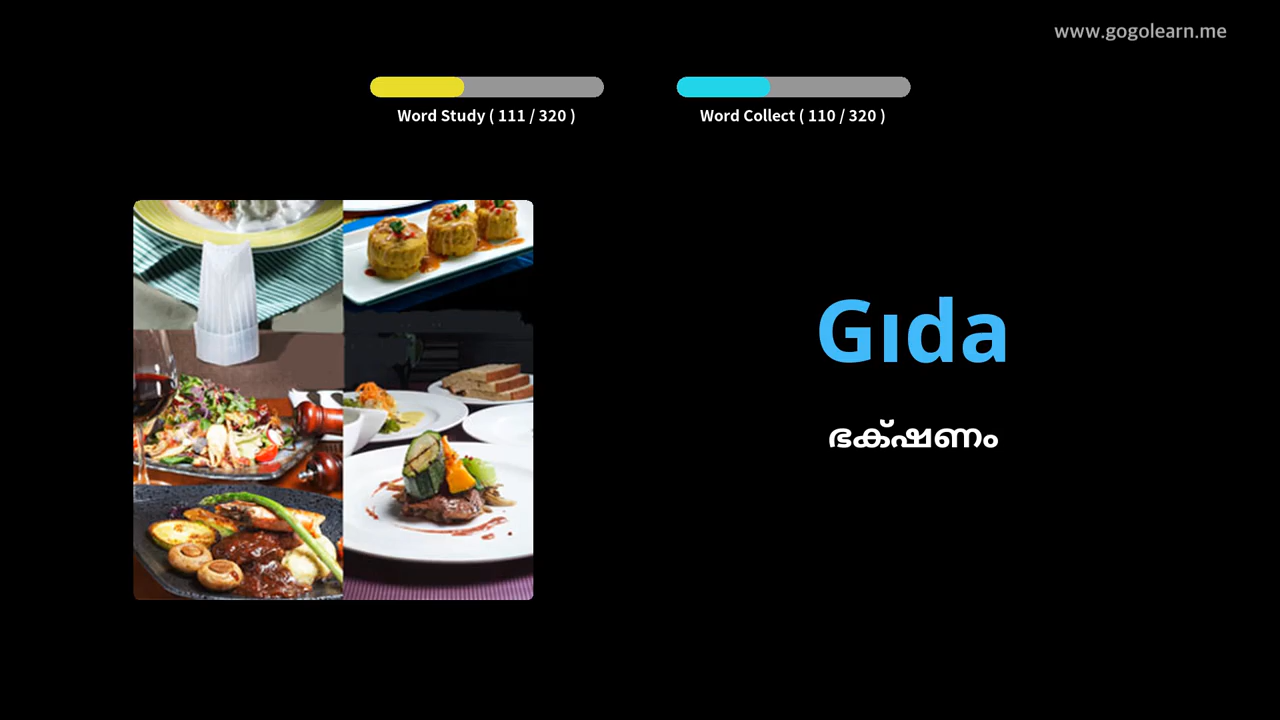 www.gogolearn.me
Word Study ( 111 / 320 )
Word Collect ( 110 / 320 )
Gıda
ഭക്ഷണം